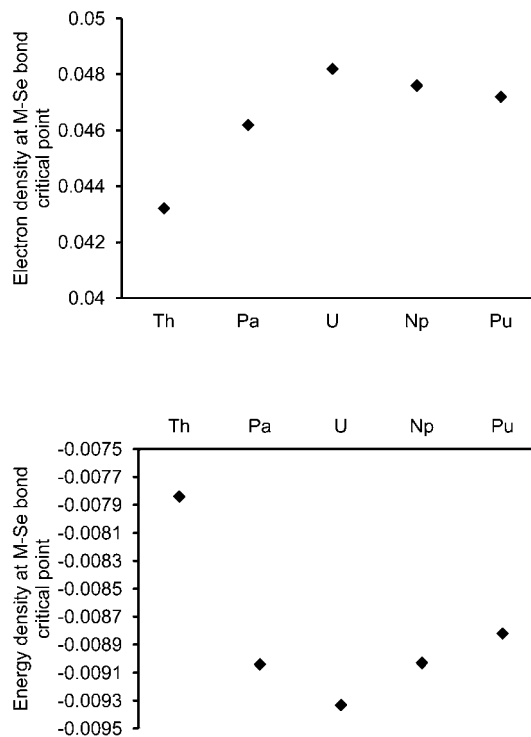 Electron density at M-Se bond
critical point
0.05
0.048
0.046
0.044
0.042
0.04
Th Pa U Np Pu
Th Pa U Np Pu
Energy density at M-Se bond
critical point
-0.0075
-0.0077
-0.0079
-0.0081
-0.0083
-0.0085
-0.0087
-0.0089
-0.0091
-0.0093
-0.0095